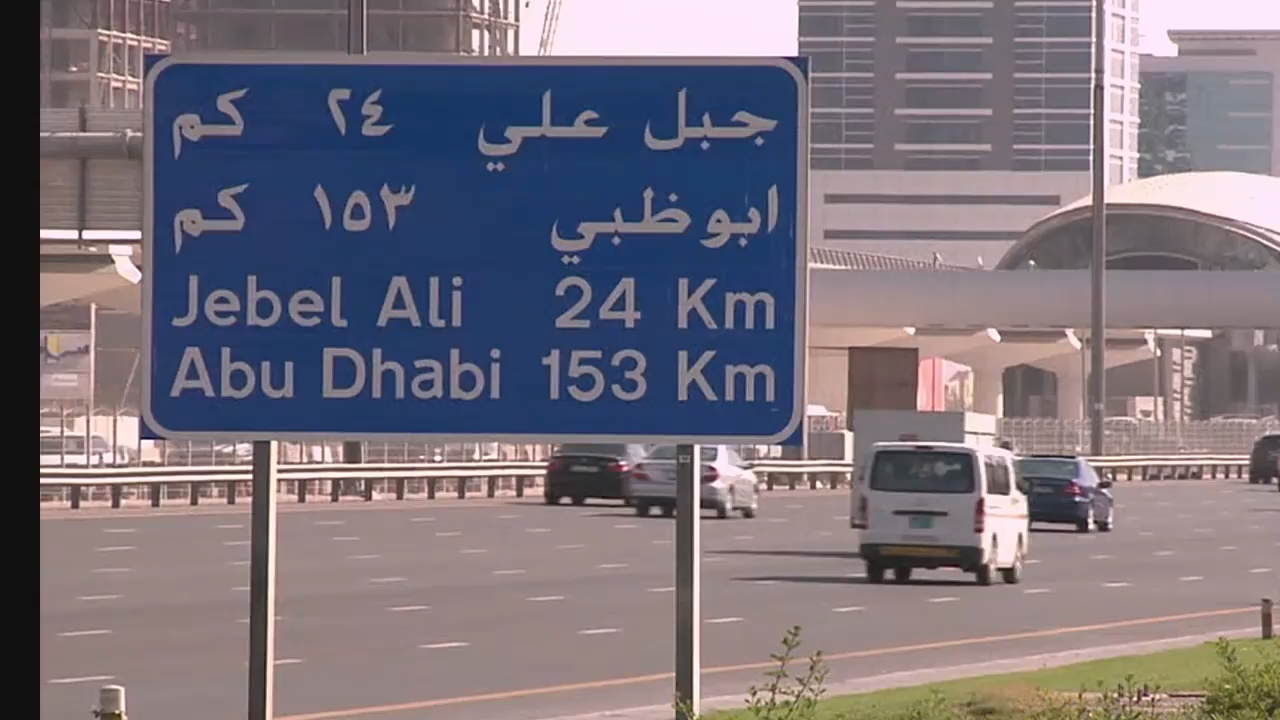 جبل علي ٢٤ كم
ابوظبي ١٥٣ كم
Jebel Ali 24 Km
Abu Dhabi 153 Km